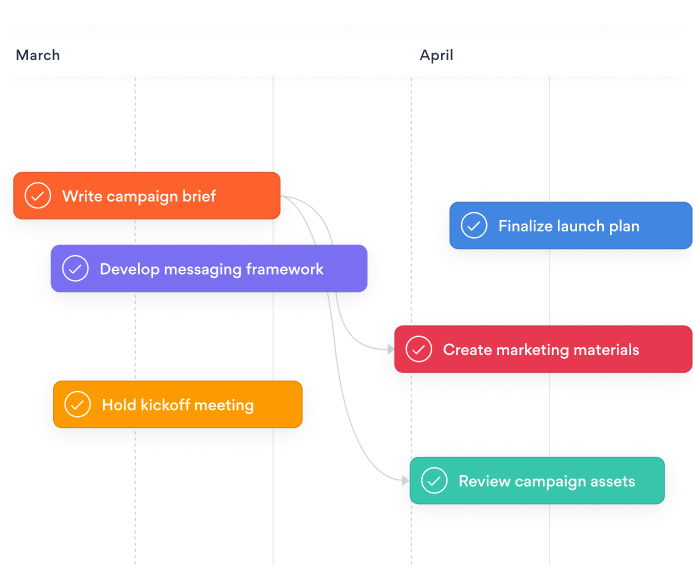 March
April
Write campaign brief
Finalize launch plan
Develop messaging framework
Create marketing materials
Hold kickoff meeting
Review campaign assets